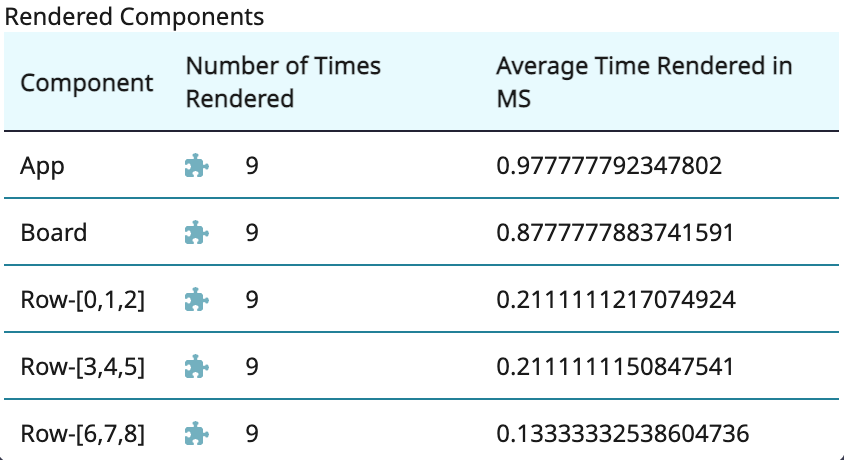 Rendered Components
Component Number of Times Rendered Average Time Rendered in MS
App 9 0.977777792347802
Board 9 0.8777777883741591
Row-[0,1,2] 9 0.2111111217074924
Row-[3,4,5] 9 0.2111111150847541
Row-[6,7,8] 9 0.13333332538604736